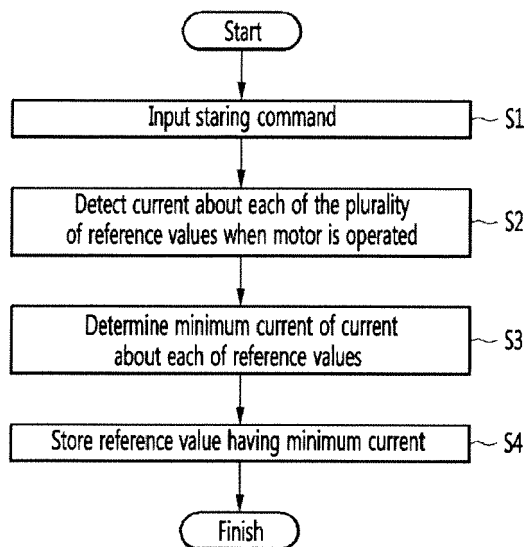 Start
Input staring command
S1
Detect current about each of the plurality
of reference values when motor is operated
S2
Determine minimum current of current
about each of reference values
S3
Store reference value having minimum current
S4
Finish